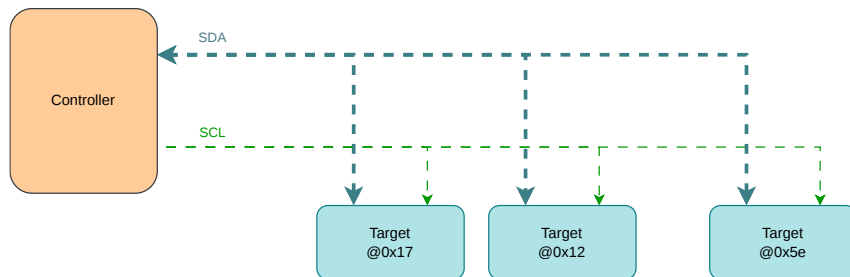 SDA
Controller
SCL
Target
@0x17
Target
@0x12
Target
@0x5e